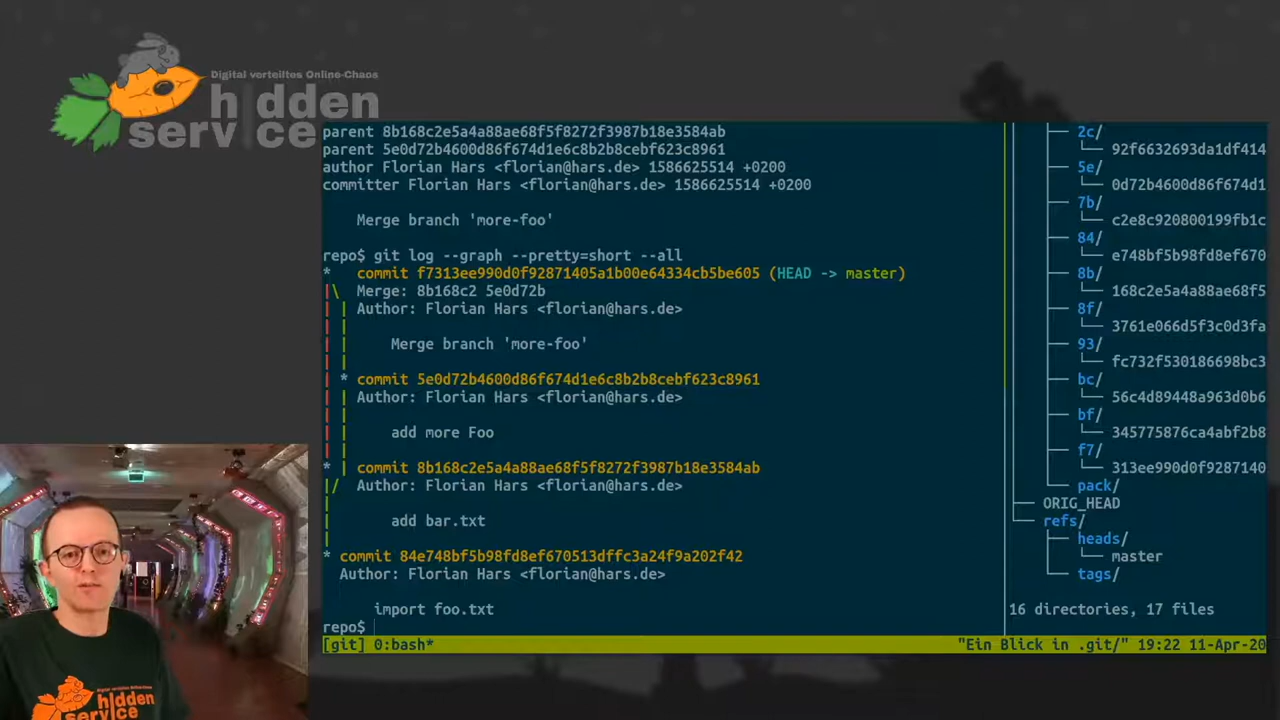 Digital verteiltes Online-Chaos
hidden
service
parent 8b168c2e5a4a88ae68f5f8272f3987b18e3584ab
parent 5e0d72b4600d86f674d1e6c8b2b8cebf623c8961
author Florian Hars <florian@hars.de> 1586625514 +0200
committer Florian Hars <florian@hars.de> 1586625514 +0200
Merge branch 'more-foo'
repo$ git log --graph --pretty=short --all
* commit f7313ee990d0f92871405a1b00e64334cb5be605 (HEAD -> master)
|\ Merge: 8b168c2 5e0d72b
| | Author: Florian Hars <florian@hars.de>
| |
| | Merge branch 'more-foo'
| |
| * commit 5e0d72b4600d86f674d1e6c8b2b8cebf623c8961
| | Author: Florian Hars <florian@hars.de>
| |
| | add more Foo
| |
* | commit 8b168c2e5a4a88ae68f5f8272f3987b18e3584ab
|/ Author: Florian Hars <florian@hars.de>
|
| add bar.txt
|
* commit 84e748bf5b98fd8ef670513dffc3a24f9a202f42
Author: Florian Hars <florian@hars.de>
import foo.txt
repo$
2c/
92f6632693da1df414
5e/
0d72b4600d86f674d1
7b/
c2e8c920800199fb1c
84/
e748bf5b98fd8ef670
8b/
168c2e5a4a88ae68f5
8f/
3761e066d5f3c0d3fa
93/
fc732f530186698bc3
bc/
56c4d89448a963d0b6
bf/
345775876ca4abf2b8
f7/
313ee990d0f9287140
pack/
ORIG_HEAD
refs/
heads/
master
tags/
16 directories, 17 files
[git] 0:bash*
"Ein Blick in .git/" 19:22 11-Apr-20
Digital verteiltes Online-Chaos
hidden
service